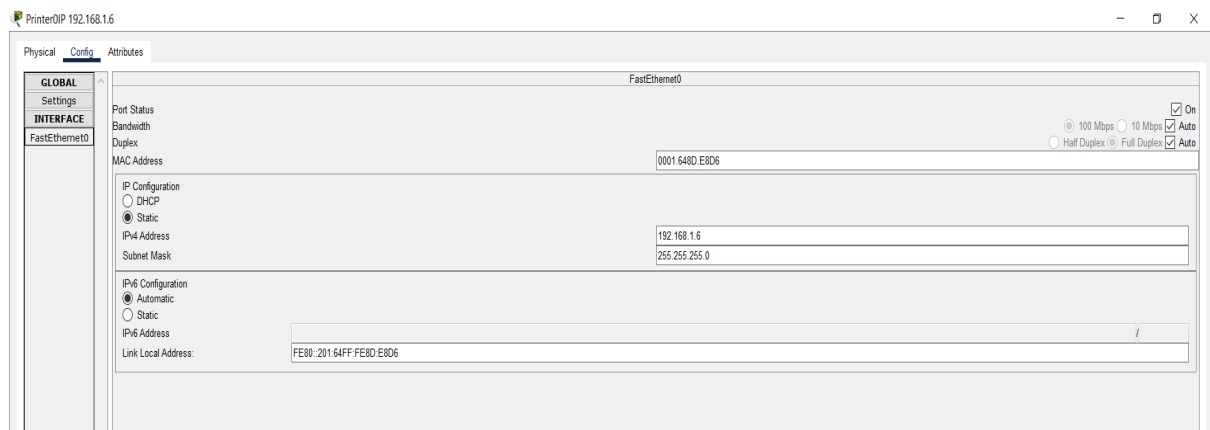 Printer0IP 192.168.1.6
Physical Config Attributes
GLOBAL
Settings
INTERFACE
FastEthernet0
FastEthernet0
Port Status On
Bandwidth 100 Mbps 10 Mbps Auto
Duplex Half Duplex Full Duplex Auto
MAC Address 0001.648D.E8D6
IP Configuration
DHCP
Static
IPv4 Address 192.168.1.6
Subnet Mask 255.255.255.0
IPv6 Configuration
Automatic
Static
IPv6 Address /
Link Local Address: FE80::201:64FF:FE8D:E8D6